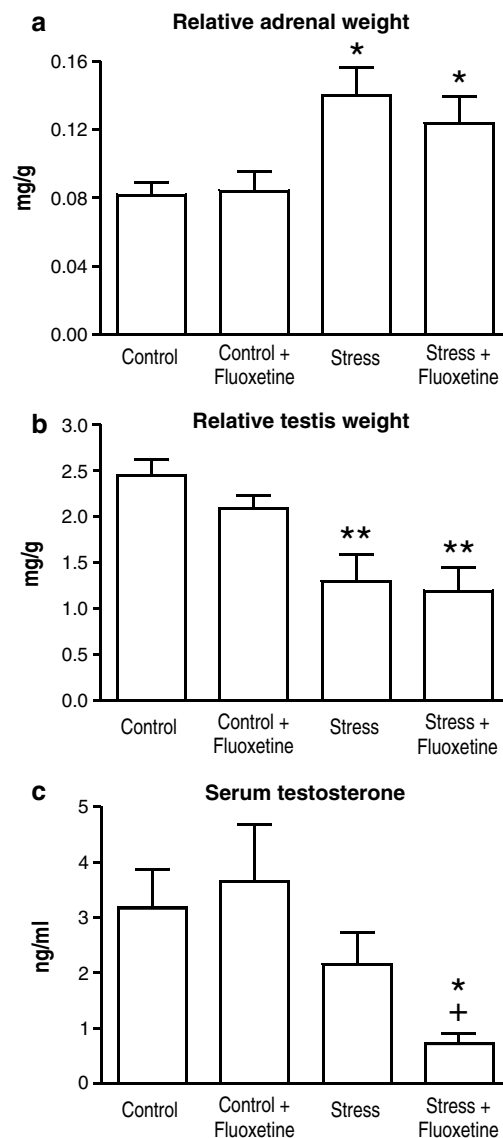 a Relative adrenal weight
0.16
0.12
0.08
0.04
0.00
mg/g
* *
Control Control + Stress Stress +
Fluoxetine Fluoxetine
b Relative testis weight
3.0
2.5
2.0
1.5
1.0
0.5
0.0
mg/g
** **
Control Control + Stress Stress +
Fluoxetine Fluoxetine
c Serum testosterone
5
4
3
2
1
0
ng/ml
*
+
Control Control + Stress Stress +
Fluoxetine Fluoxetine